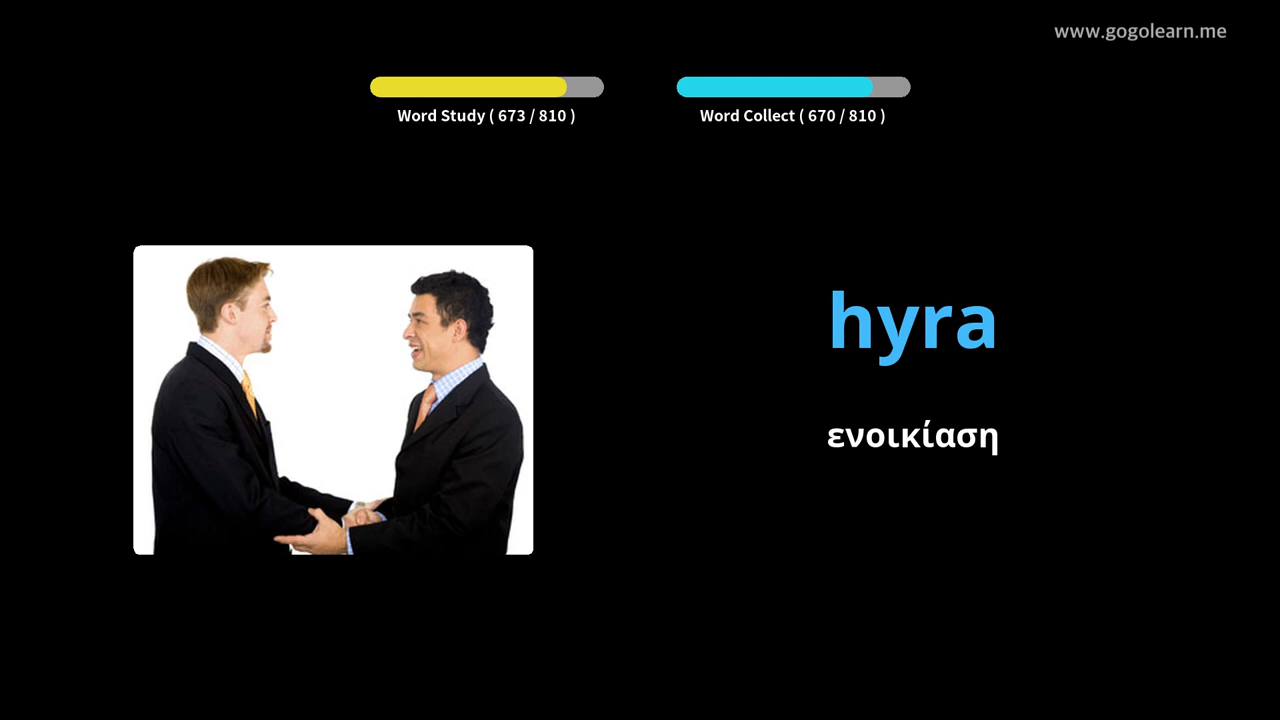 www.gogolearn.me
Word Study ( 673 / 810 )
Word Collect ( 670 / 810 )
hyra
ενοικίαση